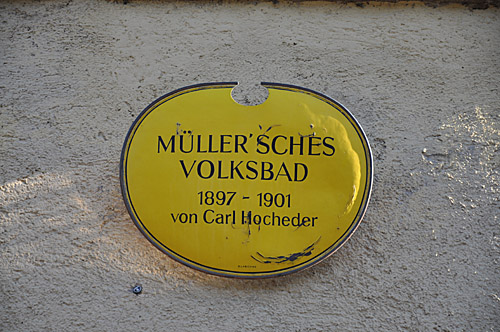 MÜLLER'SCHES
VOLKSBAD
1897 - 1901
von Carl Hocheder